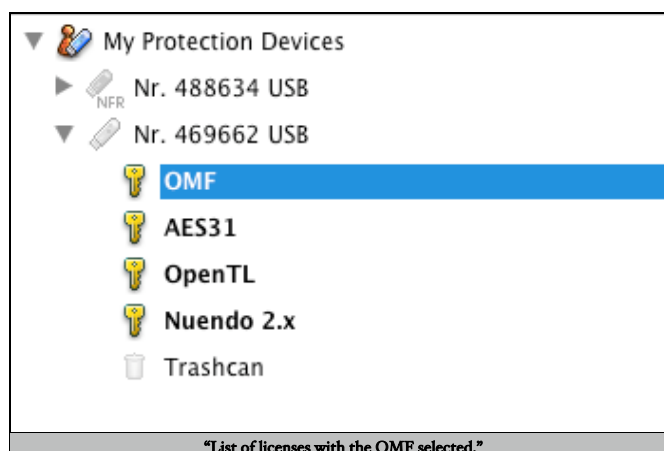 My Protection Devices
NFR Nr. 488634 USB
Nr. 469662 USB
OMF
AES31
OpenTL
Nuendo 2.x
Trashcan
“List of licenses with the OMF selected.”